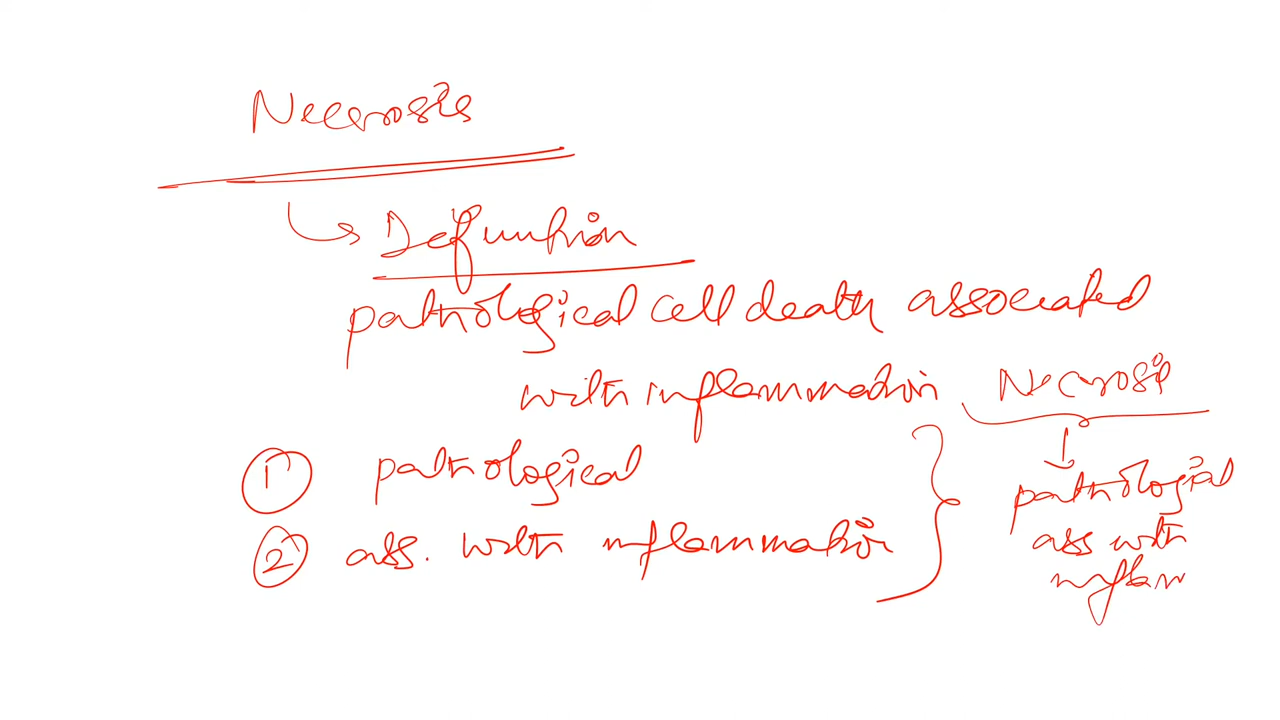 Necrosis
Definition
pathological cell death associated
with inflammation
① pathological
② ass. with inflammation
Necrosis
pathological
ass with
inflam